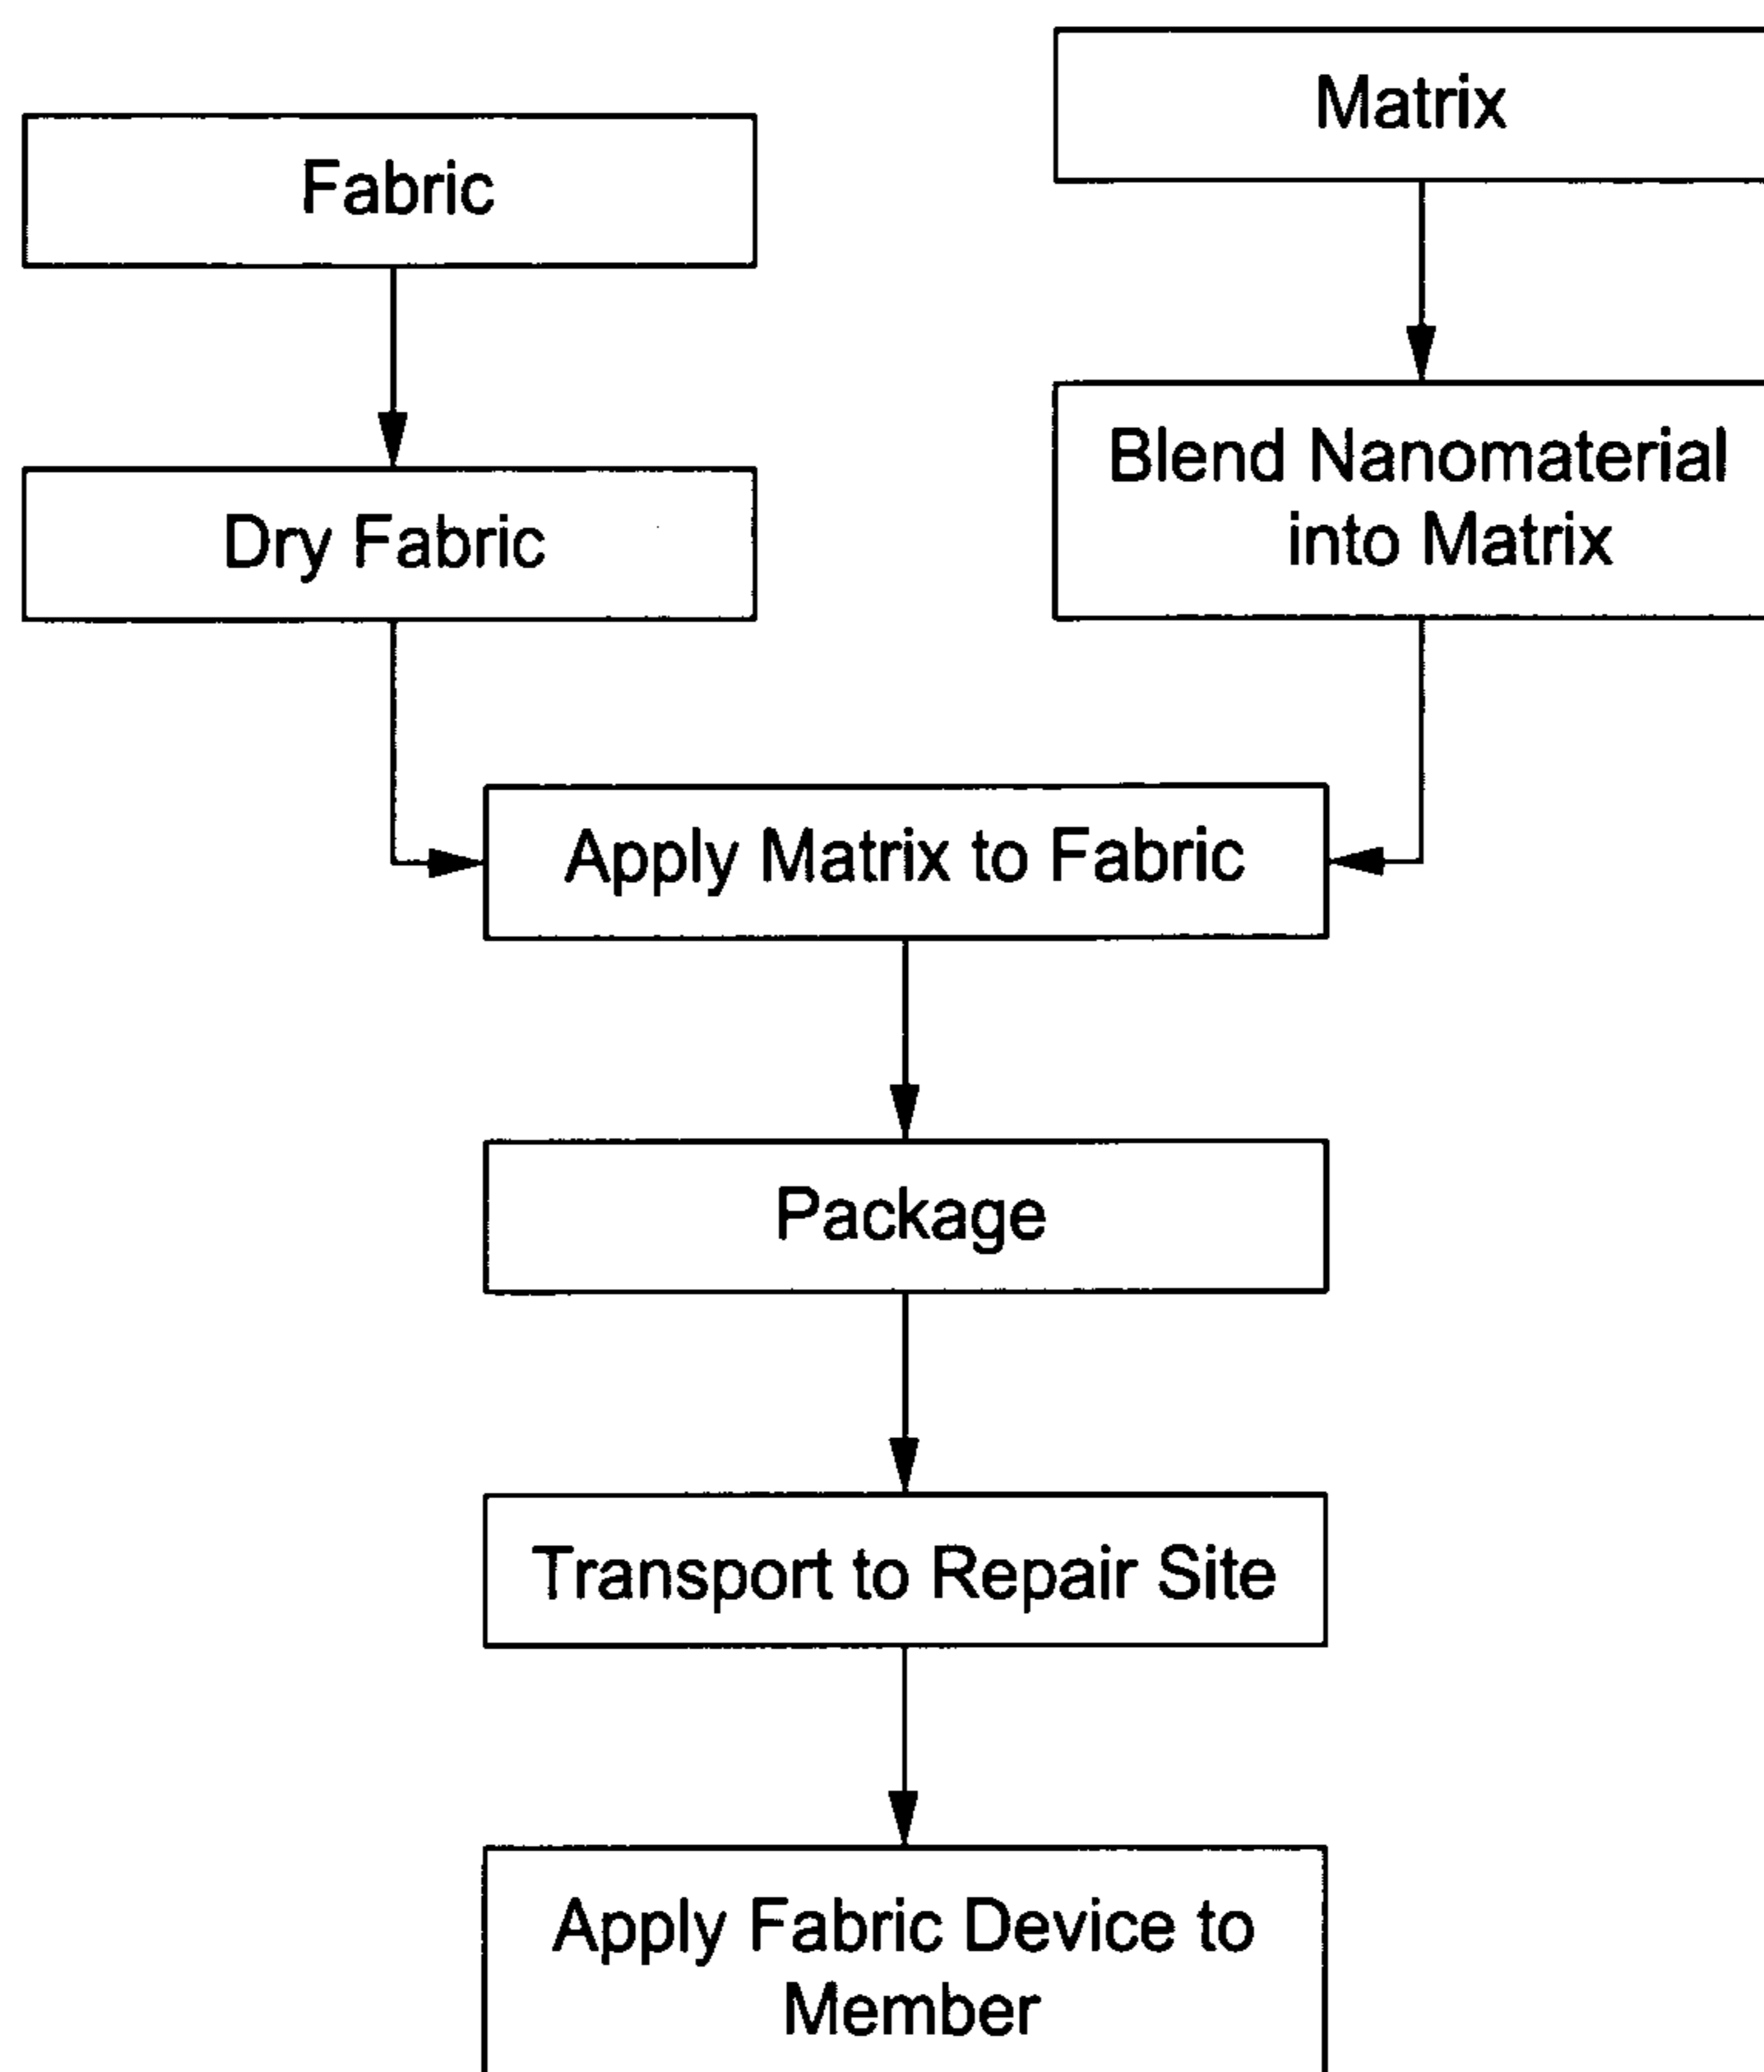 Matrix
Fabric
Blend Nanomaterial
into Matrix
Dry Fabric
Apply Matrix to Fabric
Package
Transport to Repair Site
Apply Fabric Device to
Member